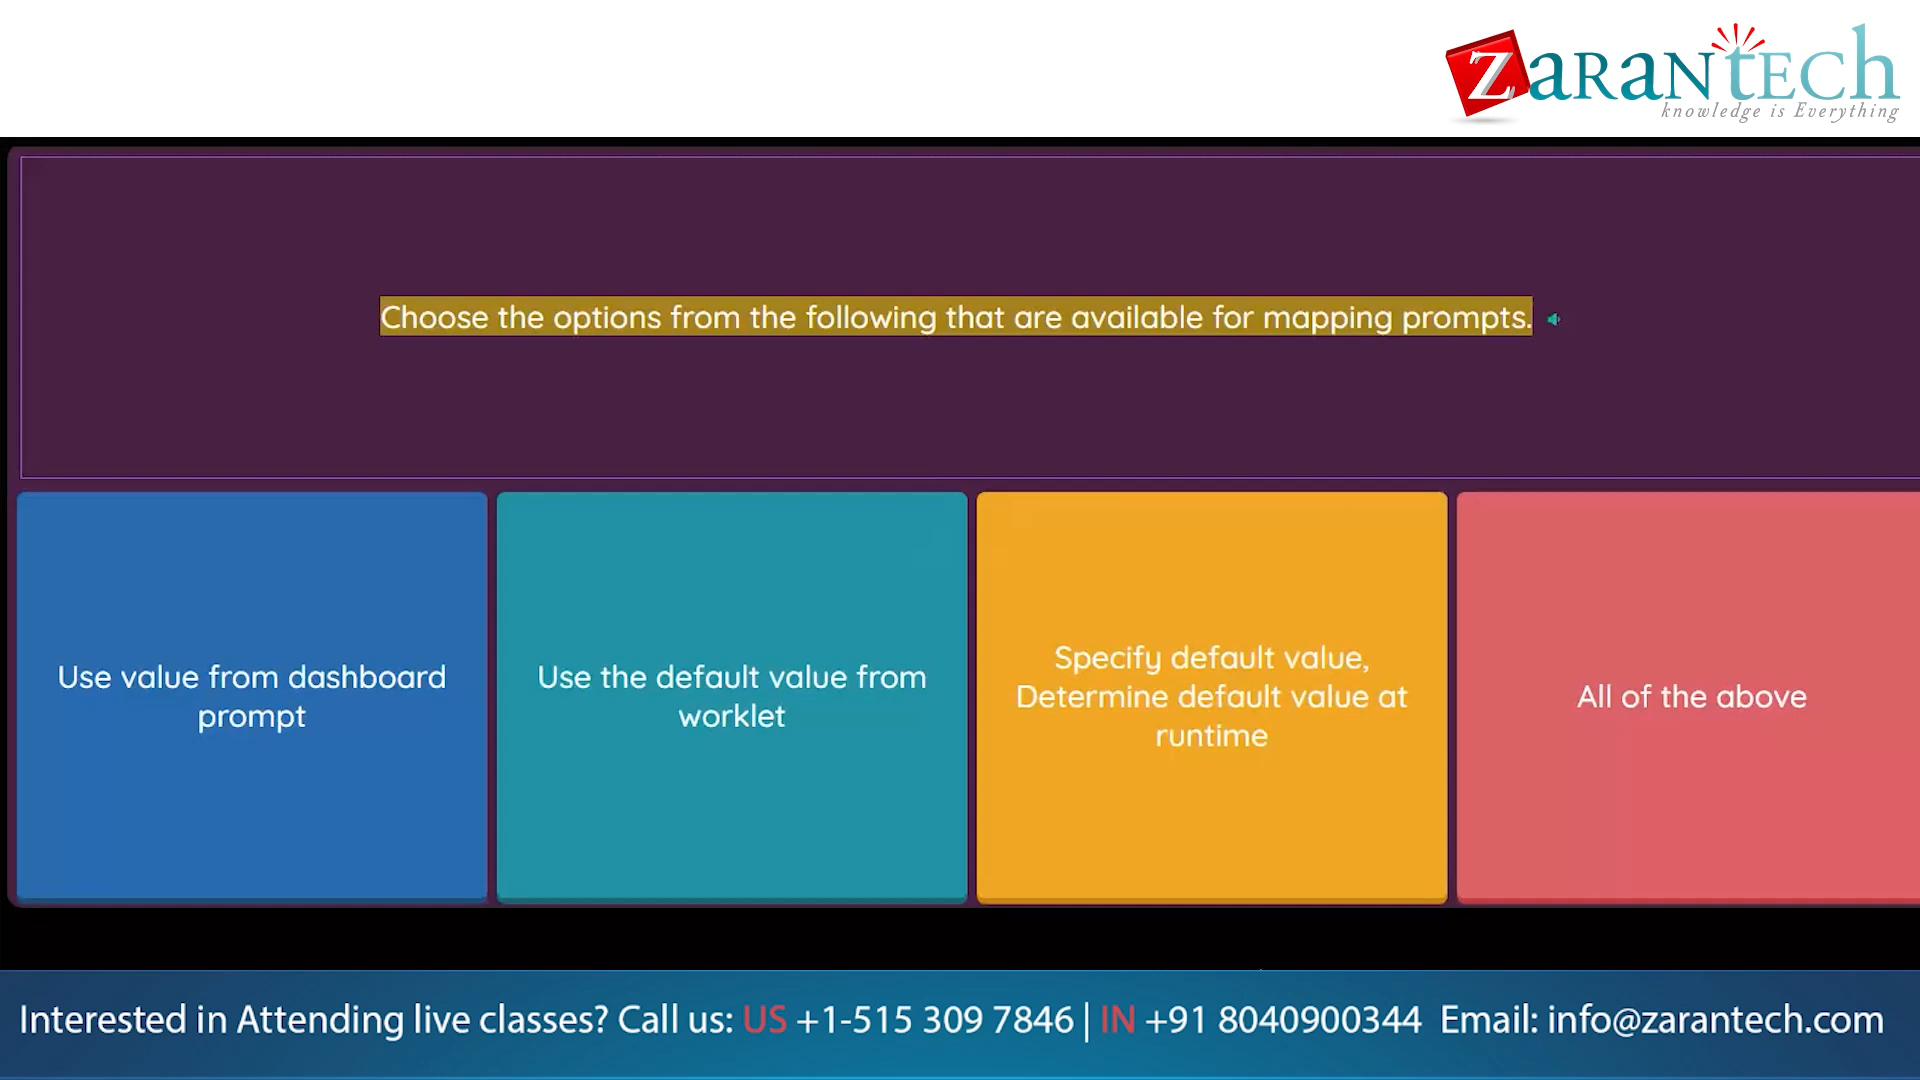 ZaranTech
knowledge is Everything
Choose the options from the following that are available for mapping prompts.
Use value from dashboard
prompt
Use the default value from
worklet
Specify default value,
Determine default value at
runtime
All of the above
Interested in Attending live classes? Call us: US +1-515 309 7846 | IN +91 8040900344 Email: info@zarantech.com